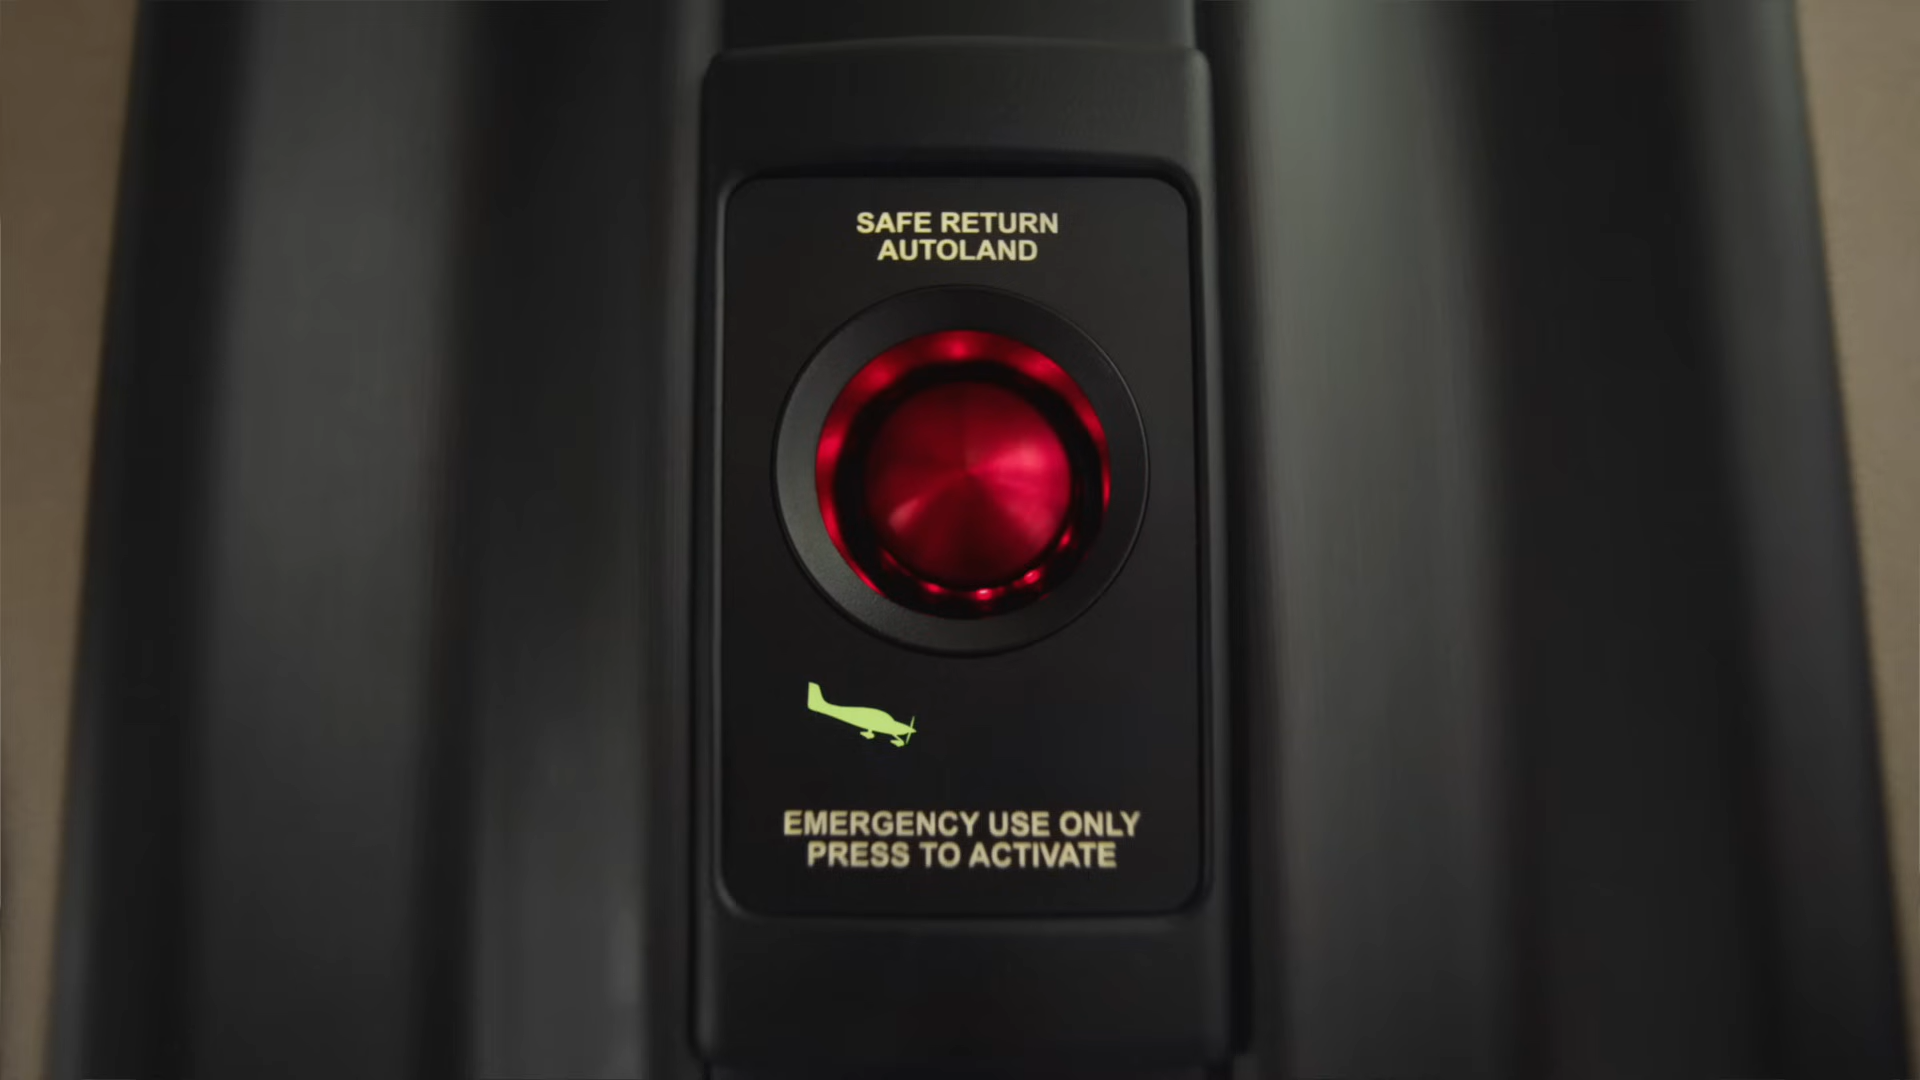 SAFE RETURN
AUTOLAND
EMERGENCY USE ONLY
PRESS TO ACTIVATE